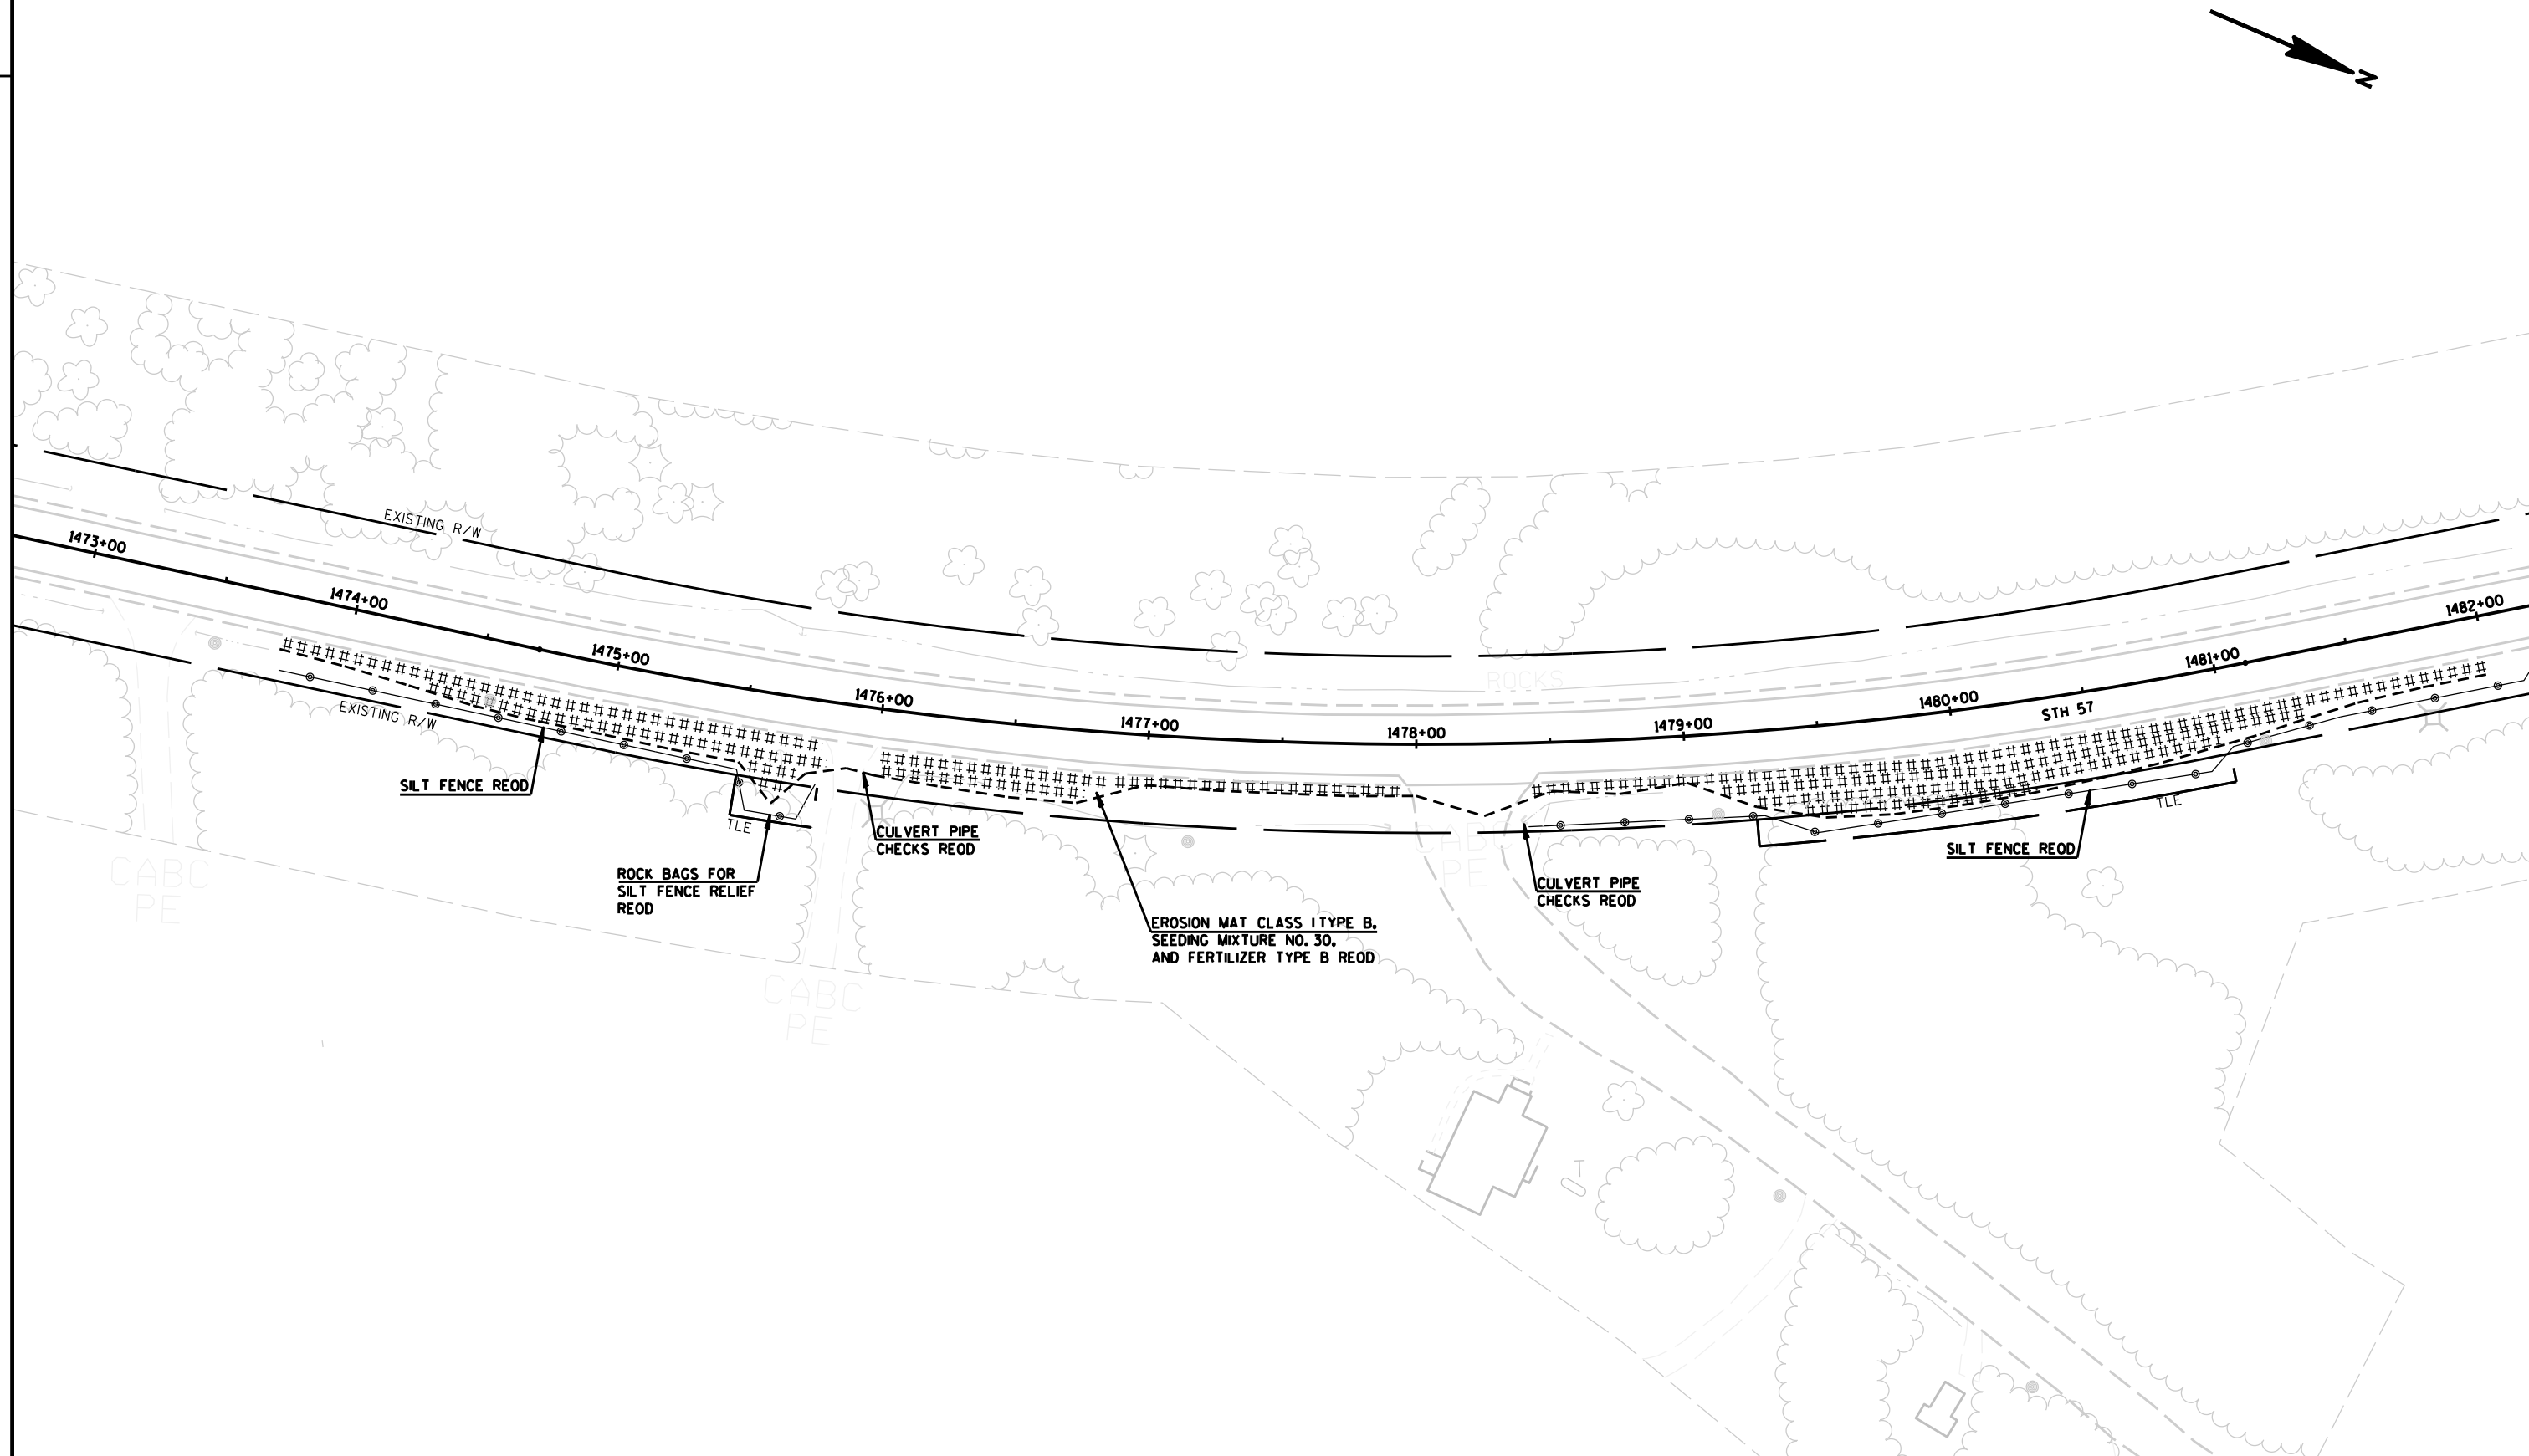 N
EXISTING R/W
1473+00
1474+00
1475+00
1476+00
1477+00
1478+00
1479+00
1480+00
1481+00
1482+00
STH 57
ROCKS
EXISTING R/W
SILT FENCE REQD
TLE
ROCK BAGS FOR
SILT FENCE RELIEF
REQD
CULVERT PIPE
CHECKS REQD
EROSION MAT CLASS I TYPE B,
SEEDING MIXTURE NO. 30,
AND FERTILIZER TYPE B REQD
CULVERT PIPE
CHECKS REQD
SILT FENCE REQD
TLE
CABC
PE
CABC
PE
CABC
PE
T